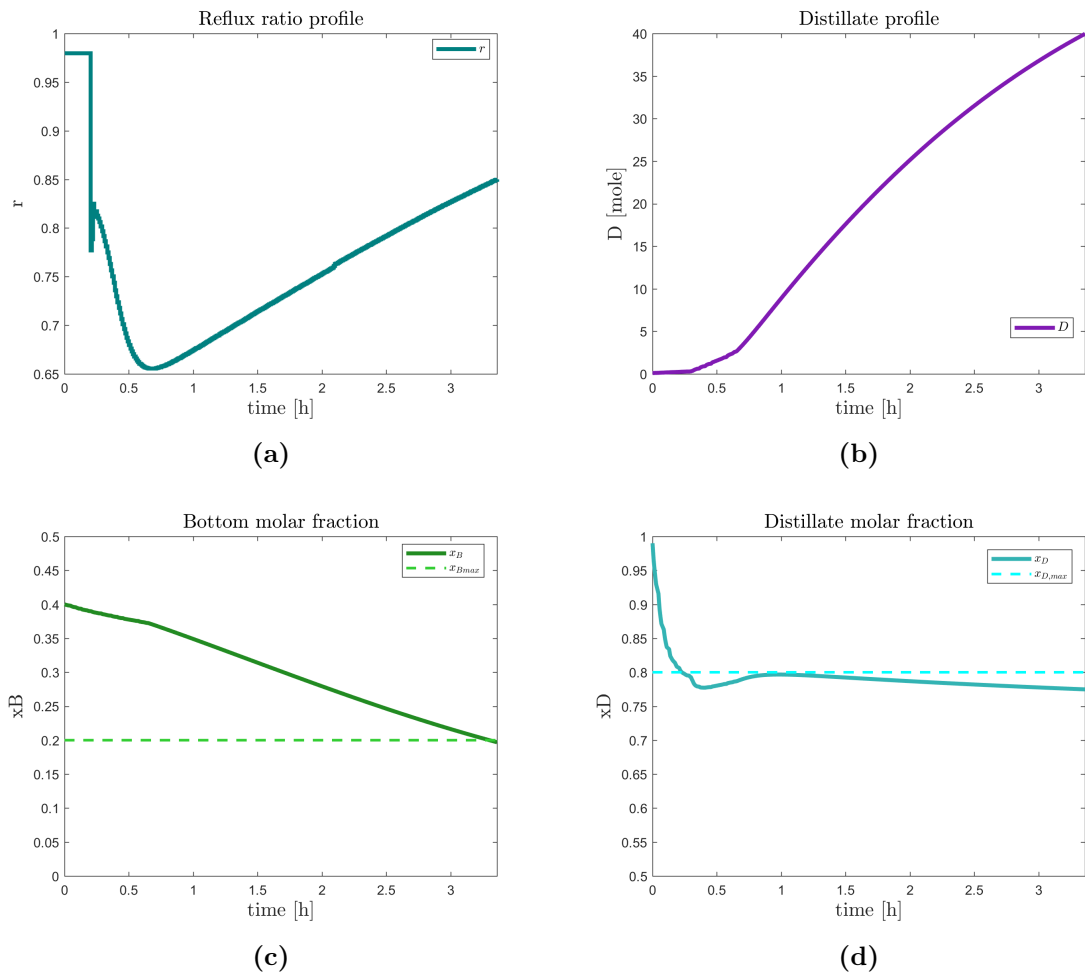 Reflux ratio profile
r
1
0.95
0.9
0.85
0.8
0.75
0.7
0.65
r
0 0.5 1 1.5 2 2.5 3
time [h]
(a)
Distillate profile
40
35
30
25
20
15
10
5
0
D [mole]
D
0 0.5 1 1.5 2 2.5 3
time [h]
(b)
Bottom molar fraction
x_B
x_{Bmax}
0.5
0.45
0.4
0.35
0.3
0.25
0.2
0.15
0.1
0.05
0
xB
0 0.5 1 1.5 2 2.5 3
time [h]
(c)
Distillate molar fraction
x_D
x_{D,max}
1
0.95
0.9
0.85
0.8
0.75
0.7
0.65
0.6
0.55
0.5
xD
0 0.5 1 1.5 2 2.5 3
time [h]
(d)